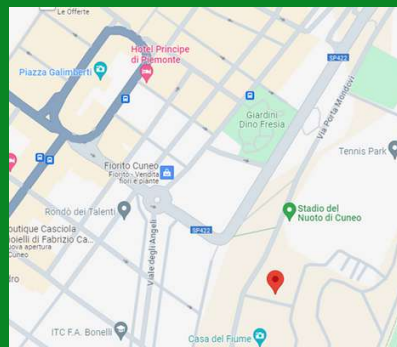 Le Offerte
Hotel Principe
di Piemonte
SP422
Piazza Galimberti
Via Porta Mondovì
Giardini
Dino Fresia
Tennis Park
Fiorito Cuneo
Fiorito - Vendita
fiori e piante
Stadio del
Nuoto di Cuneo
Rondò dei Talenti
Viale degli Angeli
SP422
outique Casciola
ioielli di Fabrizio Ca...
uova apertura
Cuneo
dro
ITC F.A. Bonelli
Casa del Fiume